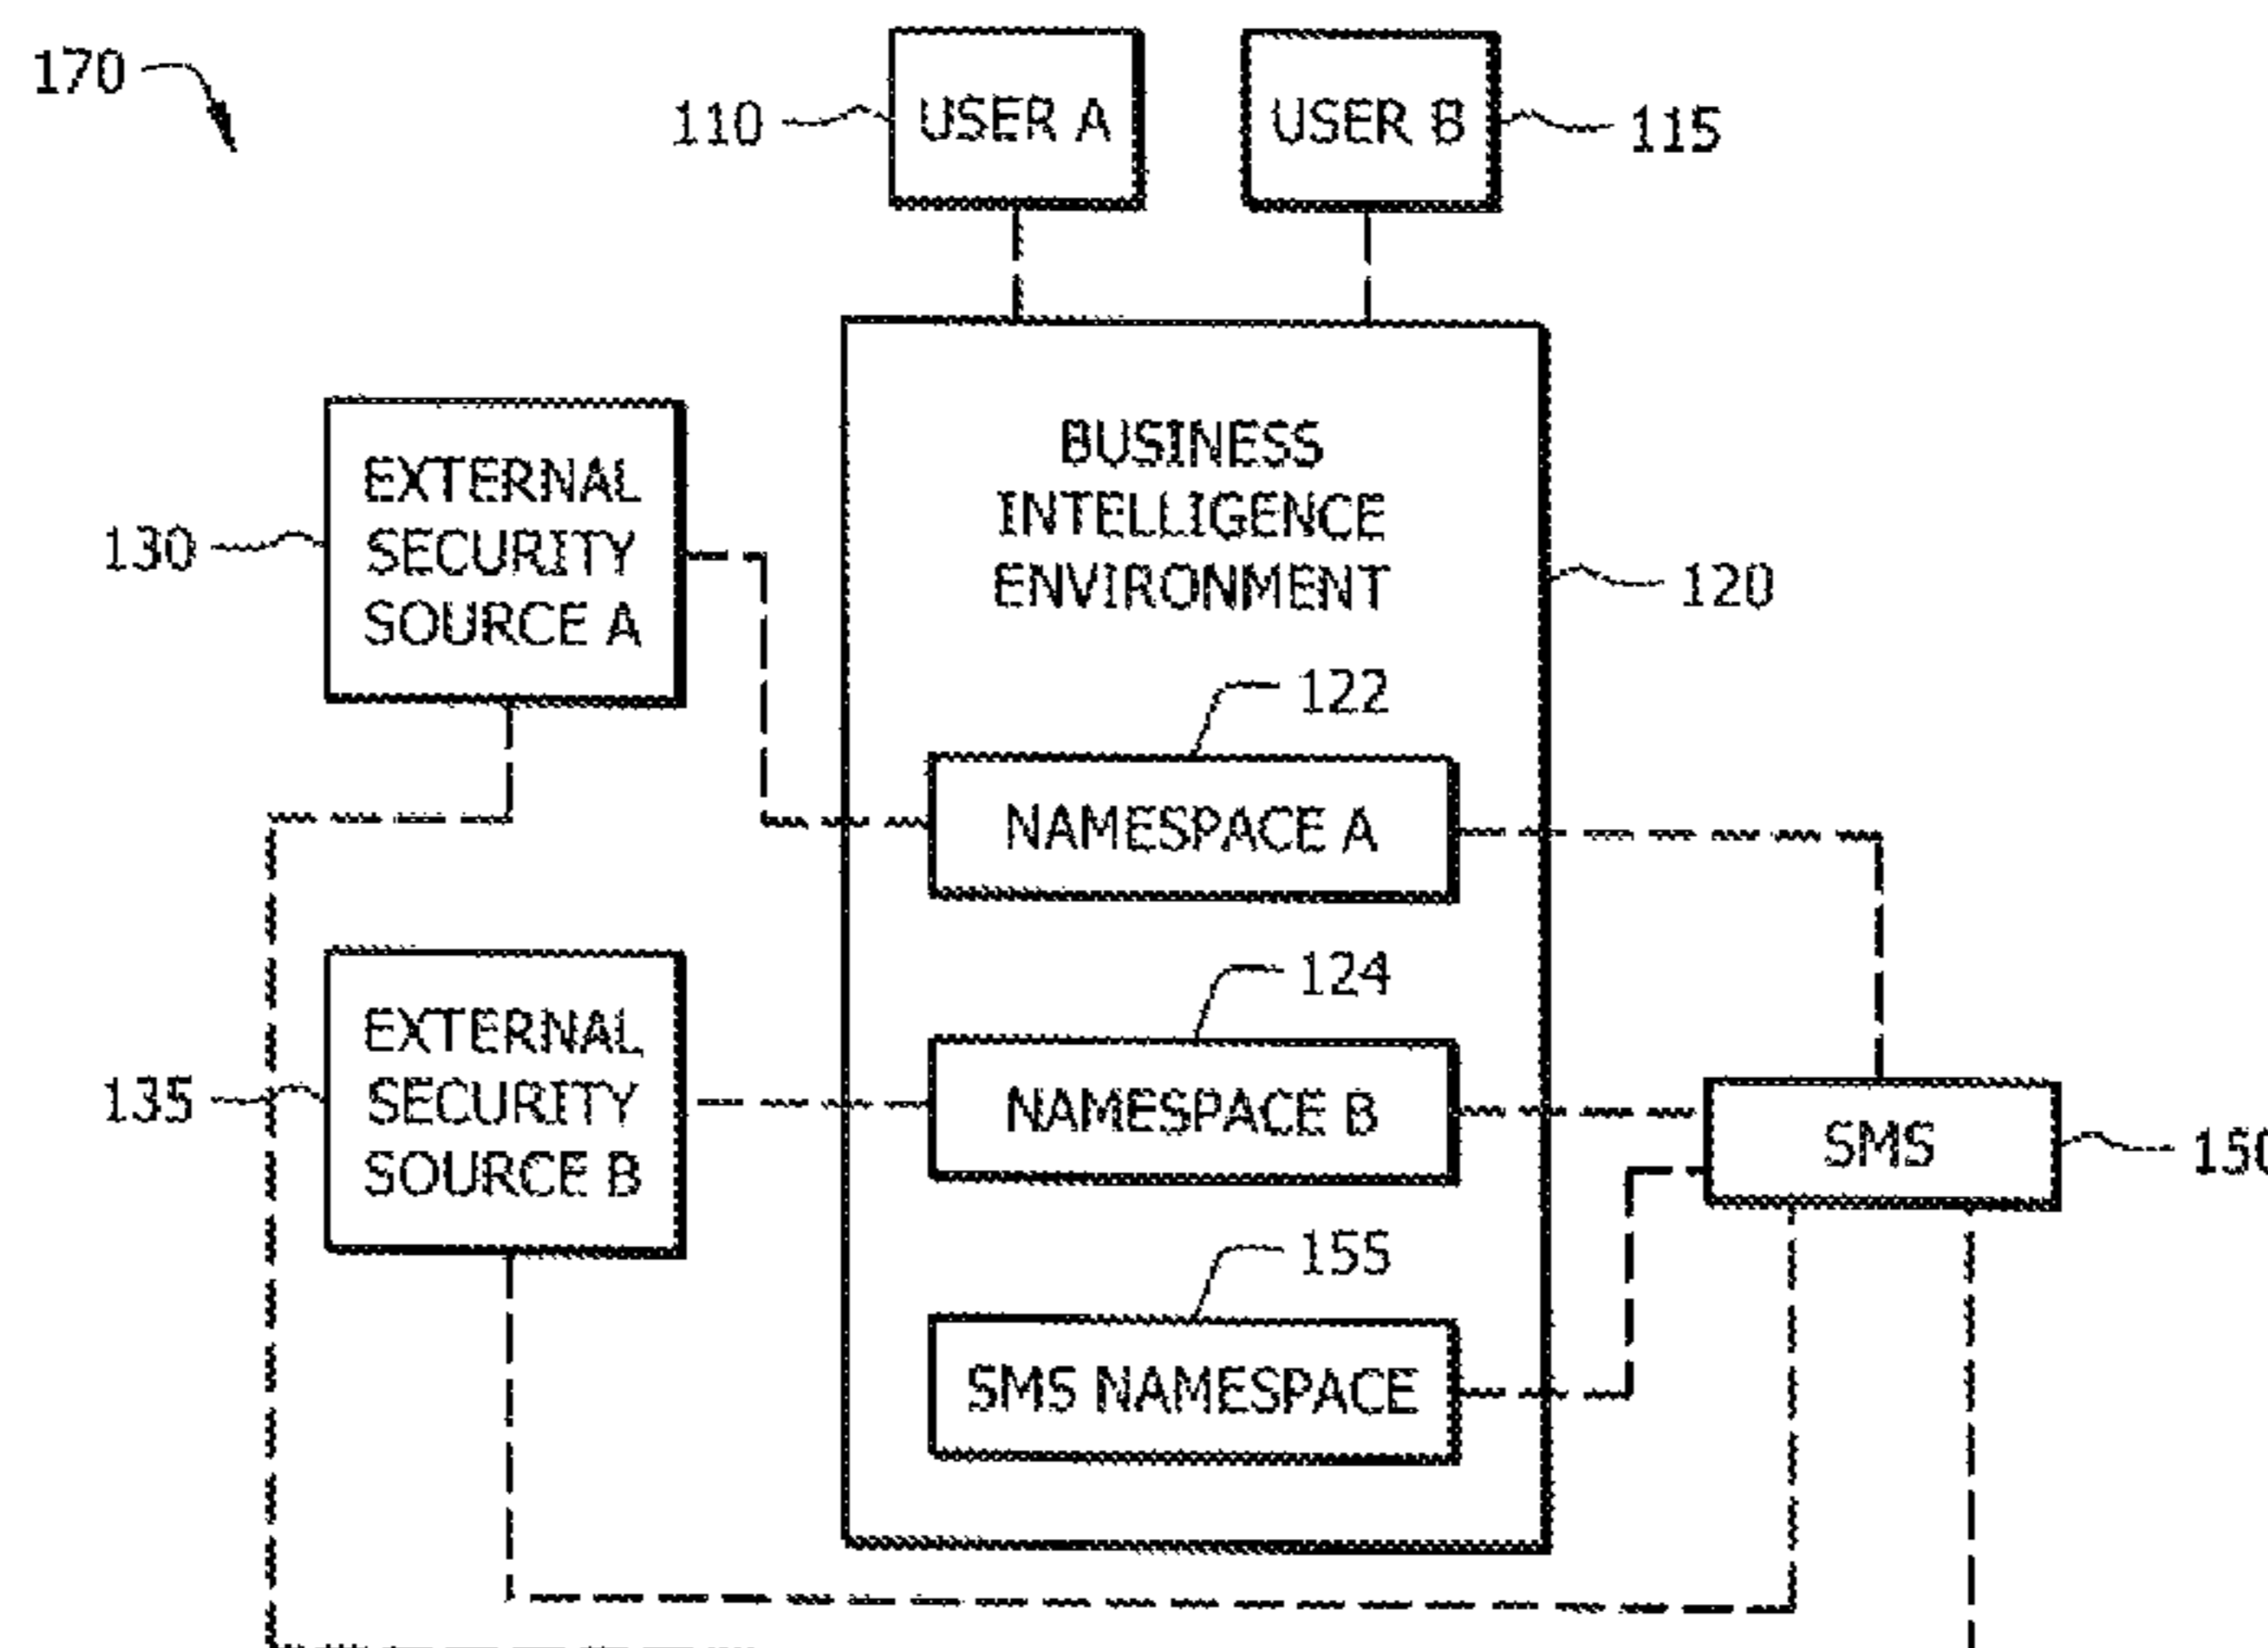 170
110
USER A
USER B
115
BUSINESS
INTELLIGENCE
ENVIRONMENT
120
130
EXTERNAL
SECURITY
SOURCE A
122
NAMESPACE A
124
135
EXTERNAL
SECURITY
SOURCE B
NAMESPACE B
SMS
150
155
SMS NAMESPACE